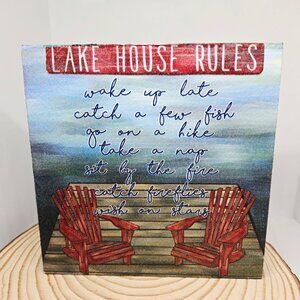 LAKE HOUSE RULES
wake up late
catch a few fish
go on a hike
take a nap
sit by the fire
catch fireflies
wish on stars